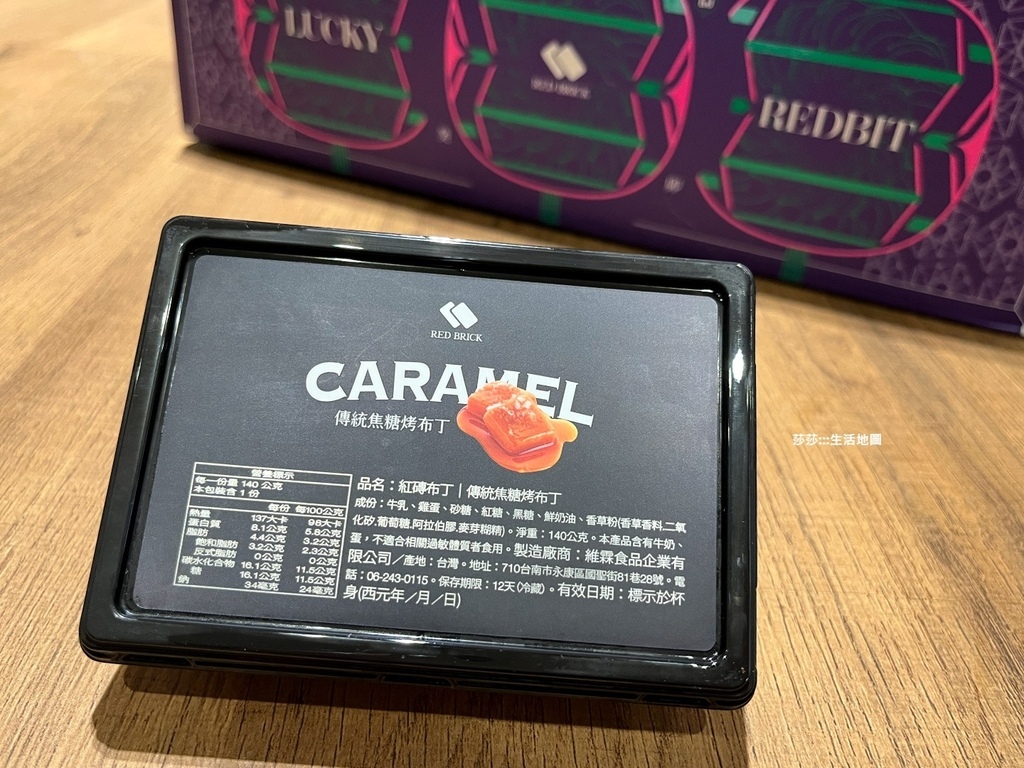 LUCKY
RED BRICK
REDBIT
RED BRICK
CARAMEL
傳統焦糖烤布丁
營養標示
每一份量 140 公克
本包裝含 1 份
每份 每100公克
熱量 137大卡 98大卡
蛋白質 8.1公克 5.8公克
脂肪 4.4公克 3.2公克
飽和脂肪 3.2公克 2.3公克
反式脂肪 0公克 0公克
碳水化合物 16.1公克 11.5公克
糖 16.1公克 11.5公克
鈉 34毫克 24毫克
品名：紅磚布丁｜傳統焦糖烤布丁
成份：牛乳、雞蛋、砂糖、紅糖、黑糖、鮮奶油、香草粉(香草香料.二氧
化矽.葡萄糖.阿拉伯膠.麥芽糊精)。淨重：140公克。本產品含有牛奶、
蛋，不適合相關過敏體質者食用。製造廠商：維霖食品企業有
限公司／產地：台灣。地址：710台南市永康區國聖街81巷28號。電
話：06-243-0115。保存期限：12天(冷藏)。有效日期：標示於杯
身(西元年／月／日)
莎莎:::生活地圖